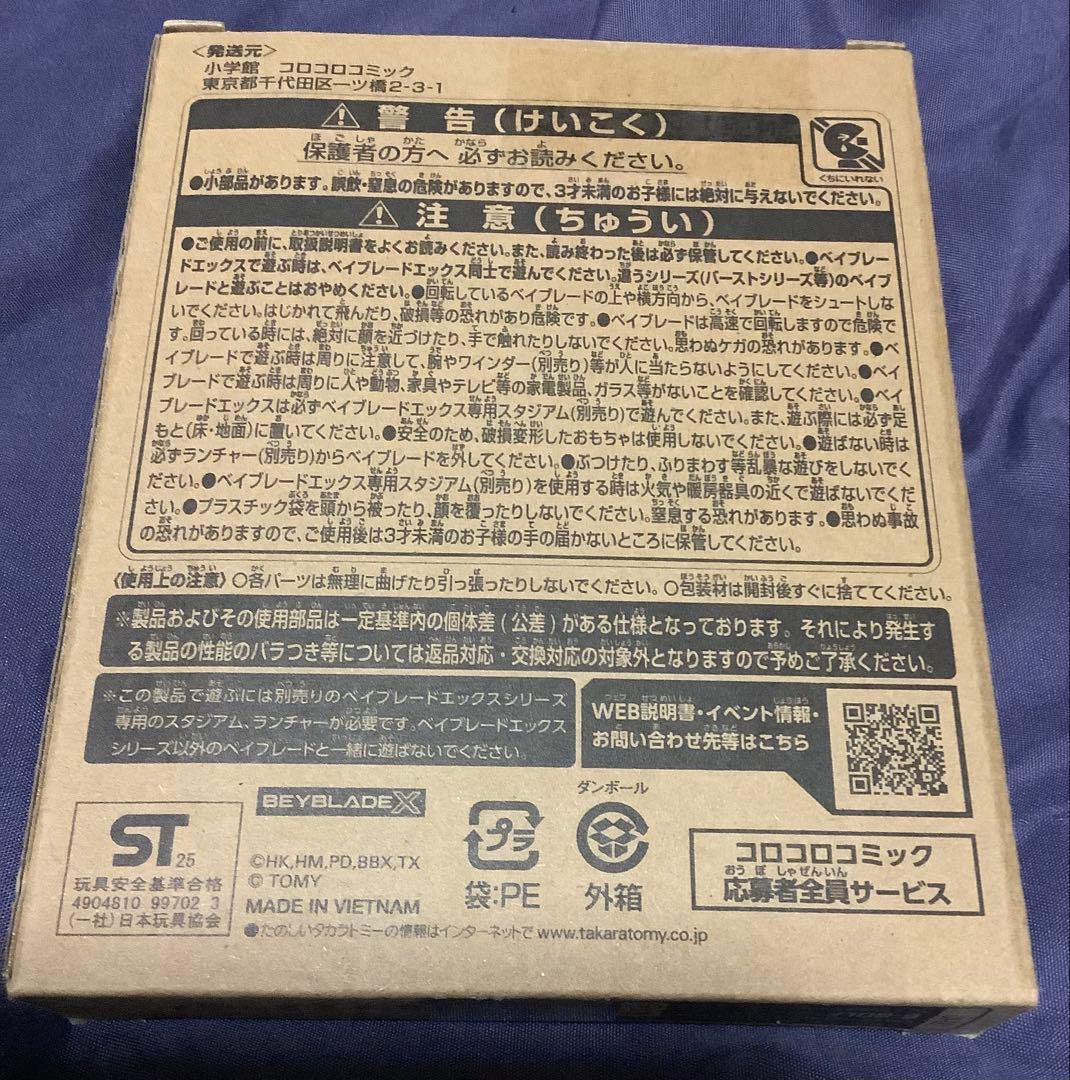 <発送元>
小学館 コロコロコミック
東京都千代田区一ツ橋2-3-1
⚠警告(けいこく)
保護者の方へ 必ずお読みください。
くちにいれない
●小部品があります。誤飲・窒息の危険がありますので、3才未満のお子様には絶対に与えないでください。
⚠注意(ちゅうい)
●ご使用の前に、取扱説明書をよくお読みください。また、読み終わった後は必ず保管してください。●ベイブレー
ドエックスで遊ぶ時は、ベイブレードエックス同士で遊んでください。違うシリーズ(バーストシリーズ等)のベイブ
レードと遊ぶことはおやめください。●回転しているベイブレードの上や横方向から、ベイブレードをシュートしな
いでください。はじかれて飛んだり、破損等の恐れがあり危険です。●ベイブレードは高速で回転しますので危険で
す。回っている時には、絶対に顔を近づけたり、手で触れたりしないでください。思わぬケガの恐れがあります。●ベ
イブレードで遊ぶ時は周りに注意して、腕やワインダー(別売り)等が人に当たらないようにしてください。●ベイ
ブレードで遊ぶ時は周りに人や動物、家具やテレビ等の家電製品、ガラス等がないことを確認してください。●ベイ
ブレードエックスは必ずベイブレードエックス専用スタジアム(別売り)で遊んでください。また、遊ぶ際には必ず足
もと(床・地面)に置いてください。●安全のため、破損変形したおもちゃは使用しないでください。●遊ばない時は
必ずランチャー(別売り)からベイブレードを外してください。●ぶつけたり、ふりまわす等乱暴な遊びをしないでく
ださい。●ベイブレードエックス専用スタジアム(別売り)を使用する時は火気や暖房器具の近くで遊ばないでくださ
い。●プラスチック袋を頭から被ったり、顔を覆ったりしないでください。窒息する恐れがあります。●思わぬ事故
の恐れがありますので、ご使用後は3才未満のお子様の手の届かないところに保管してください。
〈使用上の注意〉○各パーツは無理に曲げたり引っ張ったりしないでください。○包装材は開封後すぐに捨ててください。
※製品およびその使用部品は一定基準内の個体差(公差)がある仕様となっております。それにより発生す
る製品の性能のバラつき等については返品対応・交換対応の対象外となりますので予めご了承ください。
※この製品で遊ぶには別売りのベイブレードエックスシリーズ
専用のスタジアム、ランチャーが必要です。ベイブレードエックス
シリーズ以外のベイブレードと一緒に遊ばないでください。
WEB説明書・イベント情報・
お問い合わせ先等はこちら
ST 25
玩具安全基準合格
4904810 99702 3
(一社)日本玩具協会
BEYBLADE X
©HK,HM,PD,BBX,TX
© TOMY
MADE IN VIETNAM
プラ
袋:PE
ダンボール
外箱
コロコロコミック
応募者全員サービス
●たのしいタカラトミーの情報はインターネットで www.takaratomy.co.jp